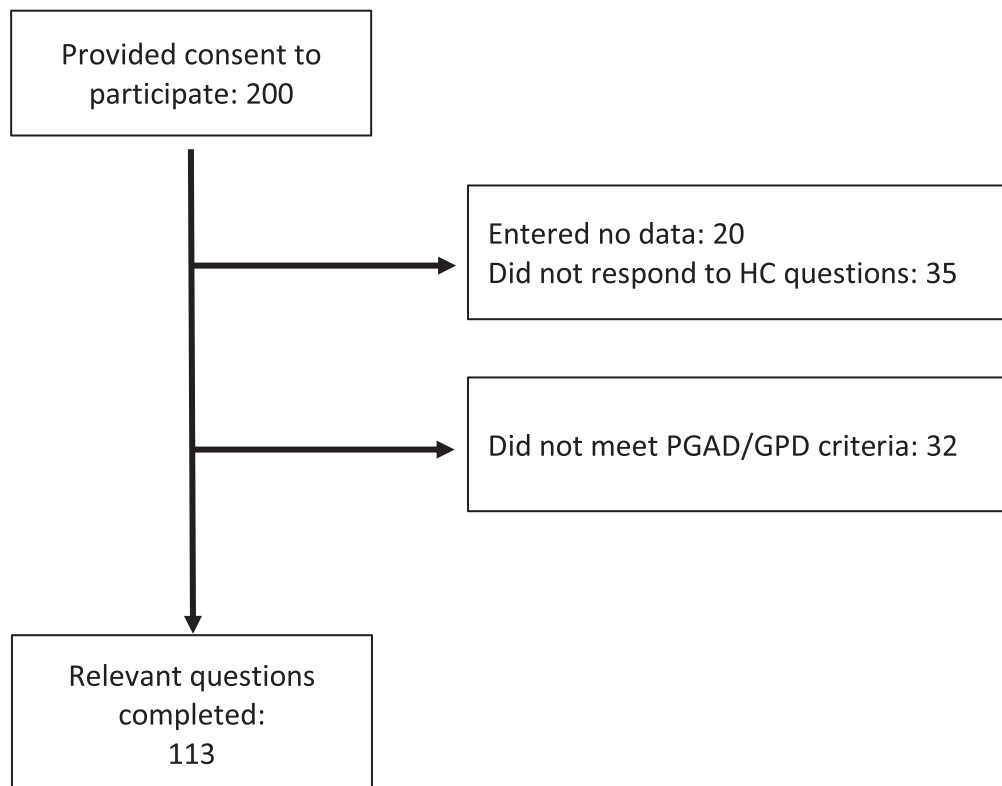 Provided consent to
participate: 200
Entered no data: 20
Did not respond to HC questions: 35
Did not meet PGAD/GPD criteria: 32
Relevant questions
completed:
113